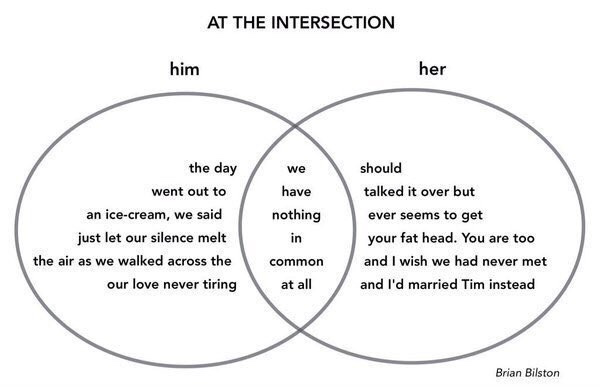 AT THE INTERSECTION
him her
the day we should
went out to have talked it over but
an ice-cream, we said nothing ever seems to get
just let our silence melt in your fat head. You are too
the air as we walked across the common and I wish we had never met
our love never tiring at all and I'd married Tim instead
Brian Bilston